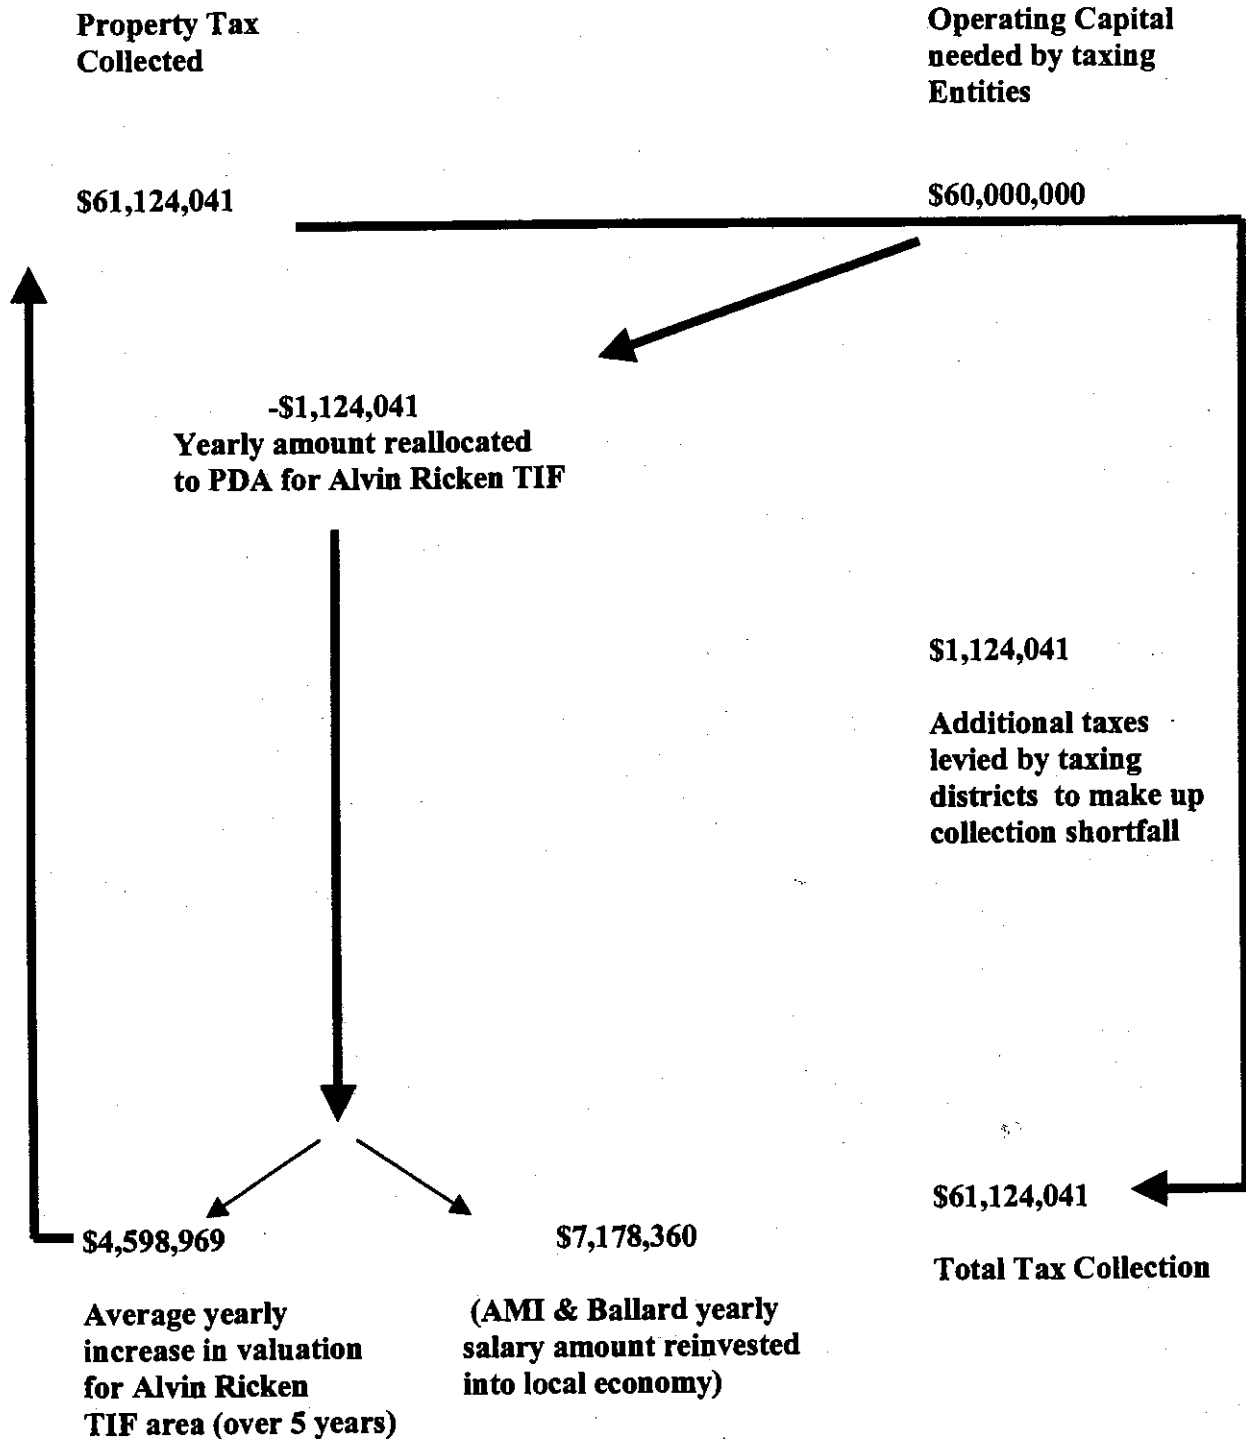 Property Tax
Collected
Operating Capital
needed by taxing
Entities
$61,124,041
$60,000,000
-$1,124,041
Yearly amount reallocated
to PDA for Alvin Ricken TIF
$1,124,041
Additional taxes
levied by taxing
districts to make up
collection shortfall
$61,124,041
Total Tax Collection
$4,598,969
Average yearly
increase in valuation
for Alvin Ricken
TIF area (over 5 years)
$7,178,360
(AMI & Ballard yearly
salary amount reinvested
into local economy)